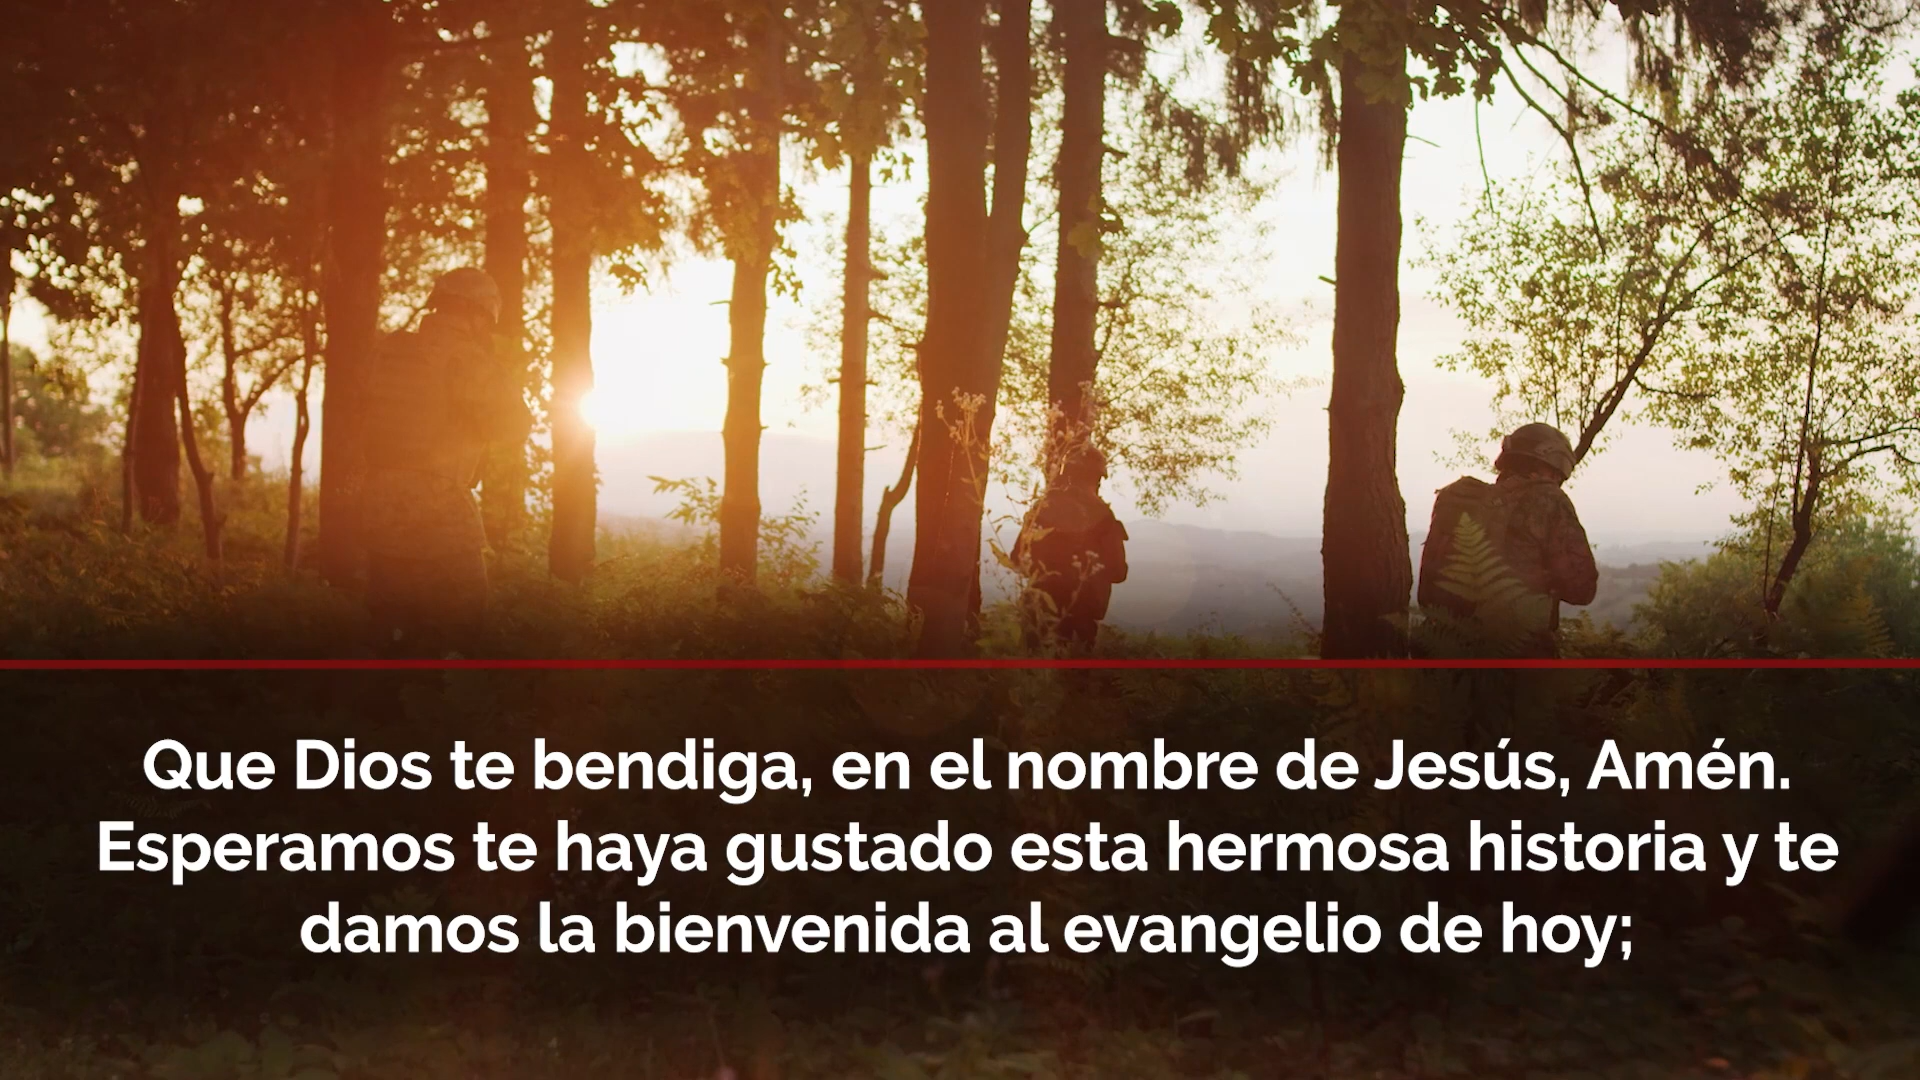 Que Dios te bendiga, en el nombre de Jesús, Amén.
Esperamos te haya gustado esta hermosa historia y te
damos la bienvenida al evangelio de hoy;